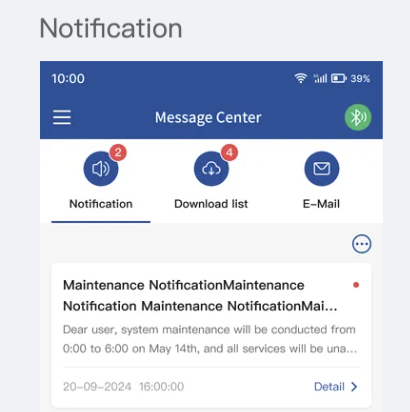 Notification
10:00
39%
Message Center
2
4
Notification
Download list
E-Mail
Maintenance NotificationMaintenance
Notification Maintenance NotificationMai...
Dear user, system maintenance will be conducted from
0:00 to 6:00 on May 14th, and all services will be una...
20-09-2024 16:00:00
Detail